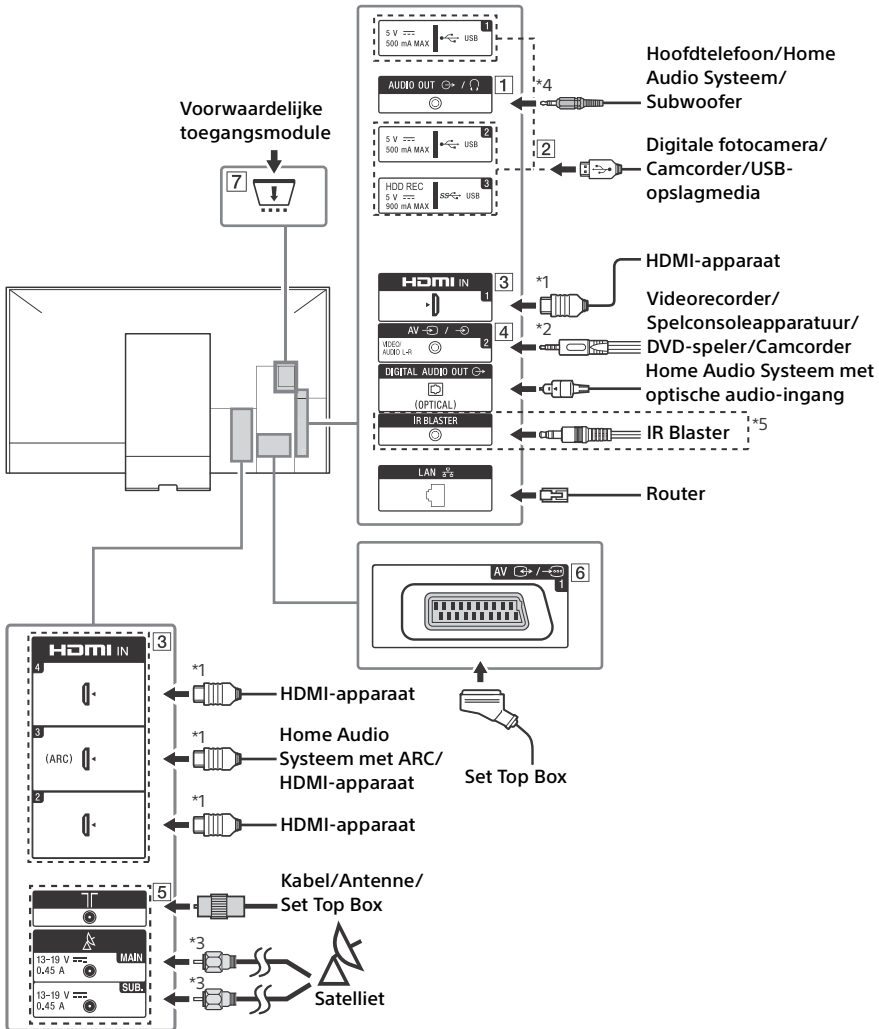 5 V
500 mA MAX
USB
1
AUDIO OUT /
1
*4
Hoofdtelefoon/Home
Audio Systeem/
Subwoofer
5 V
500 mA MAX
USB
2
HDD REC
5 V
900 mA MAX
SS
USB
3
2
Digitale fotocamera/
Camcorder/USB-
opslagmedia
Voorwaardelijke
toegangsmodule
7
HDMI IN
1
3
*1
HDMI-apparaat
AV / 
VIDEO/
AUDIO L-R
2
4
*2
Videorecorder/
Spelconsoleapparatuur/
DVD-speler/Camcorder
DIGITAL AUDIO OUT
(OPTICAL)
Home Audio Systeem met
optische audio-ingang
IR BLASTER
IR Blaster
*5
LAN
Router
AV /
1
6
Set Top Box
HDMI IN
3
4
*1
HDMI-apparaat
3
(ARC)
*1
Home Audio
Systeem met ARC/
HDMI-apparaat
2
*1
HDMI-apparaat
5
Kabel/Antenne/
Set Top Box
13-19 V
0.45 A
MAIN
*3
13-19 V
0.45 A
SUB.
*3
Satelliet